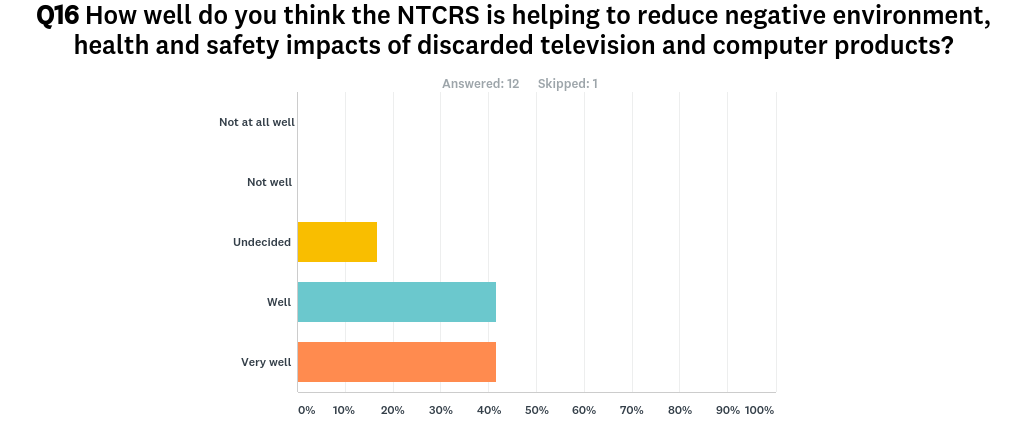 Q16 How well do you think the NTCRS is helping to reduce negative environment,
health and safety impacts of discarded television and computer products?
Answered: 12 Skipped: 1
Not at all well
Not well
Undecided
Well
Very well
0% 10% 20% 30% 40% 50% 60% 70% 80% 90% 100%